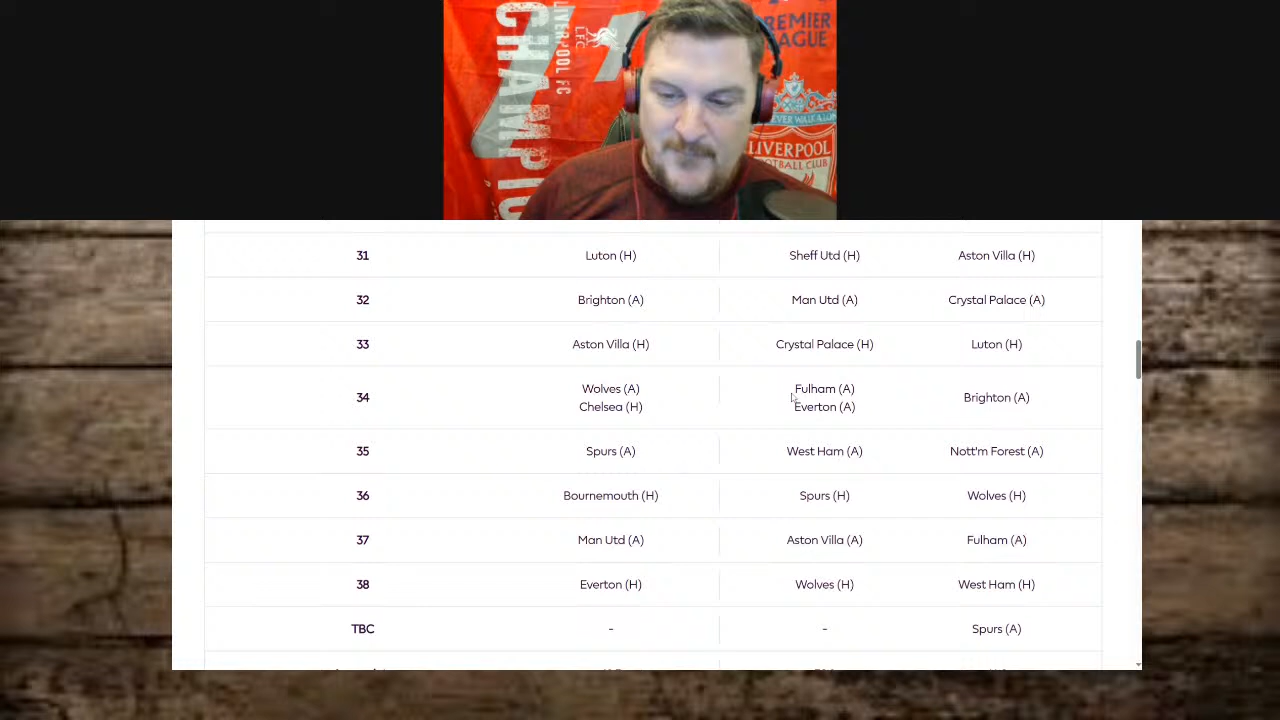 CHAMPIO
LIVERPOOL FC
LFC
PREMIER
LEAGUE
LIVERPOOL
FOOTBALL CLUB
31 Luton (H) Sheff Utd (H) Aston Villa (H)
32 Brighton (A) Man Utd (A) Crystal Palace (A)
33 Aston Villa (H) Crystal Palace (H) Luton (H)
34 Wolves (A) Chelsea (H) Fulham (A) Everton (A) Brighton (A)
35 Spurs (A) West Ham (A) Nott'm Forest (A)
36 Bournemouth (H) Spurs (H) Wolves (H)
37 Man Utd (A) Aston Villa (A) Fulham (A)
38 Everton (H) Wolves (H) West Ham (H)
TBC - - Spurs (A)